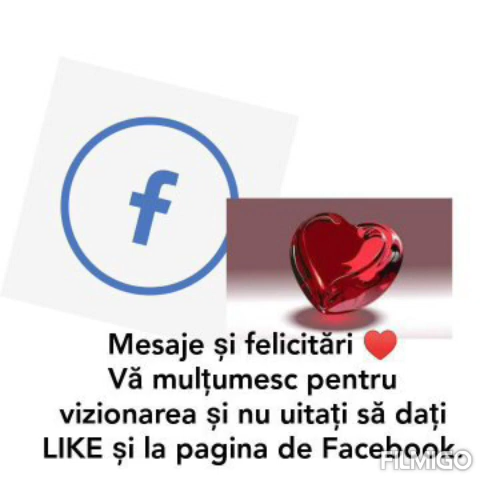 f
Mesaje și felicitări ❤️
Vă mulțumesc pentru
vizionarea și nu uitați să dați
LIKE și la pagina de Facebook.
FILMIGO